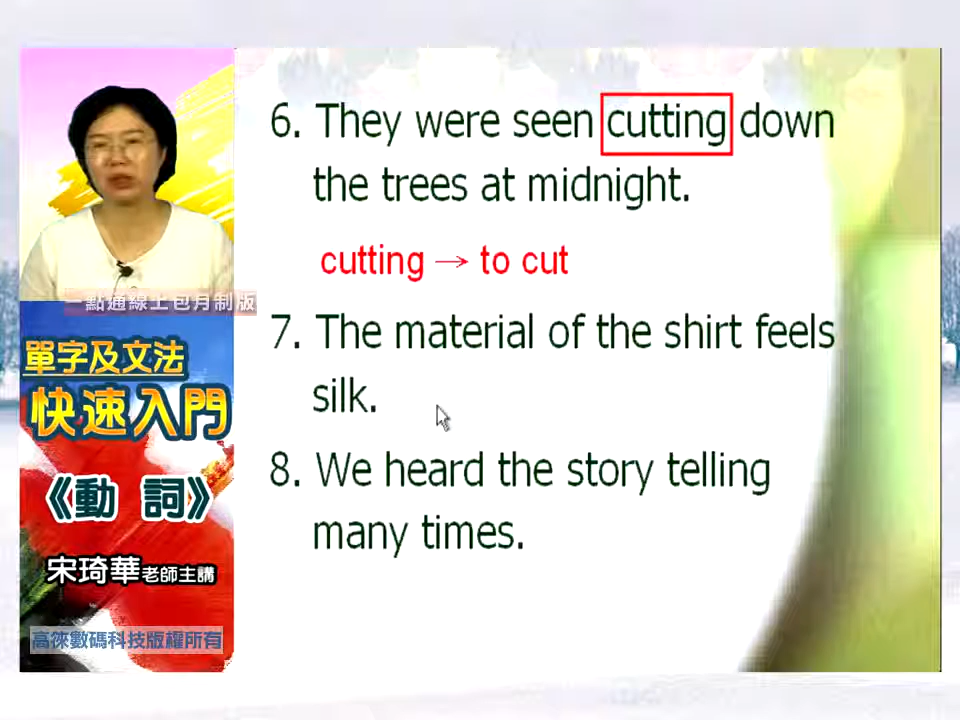 6. They were seen cutting down
the trees at midnight.
cutting → to cut
7. The material of the shirt feels
silk.
8. We heard the story telling
many times.
一點通線上包月制版
單字及文法
快速入門
《動 詞》
宋琦華老師主講
高徠數碼科技版權所有